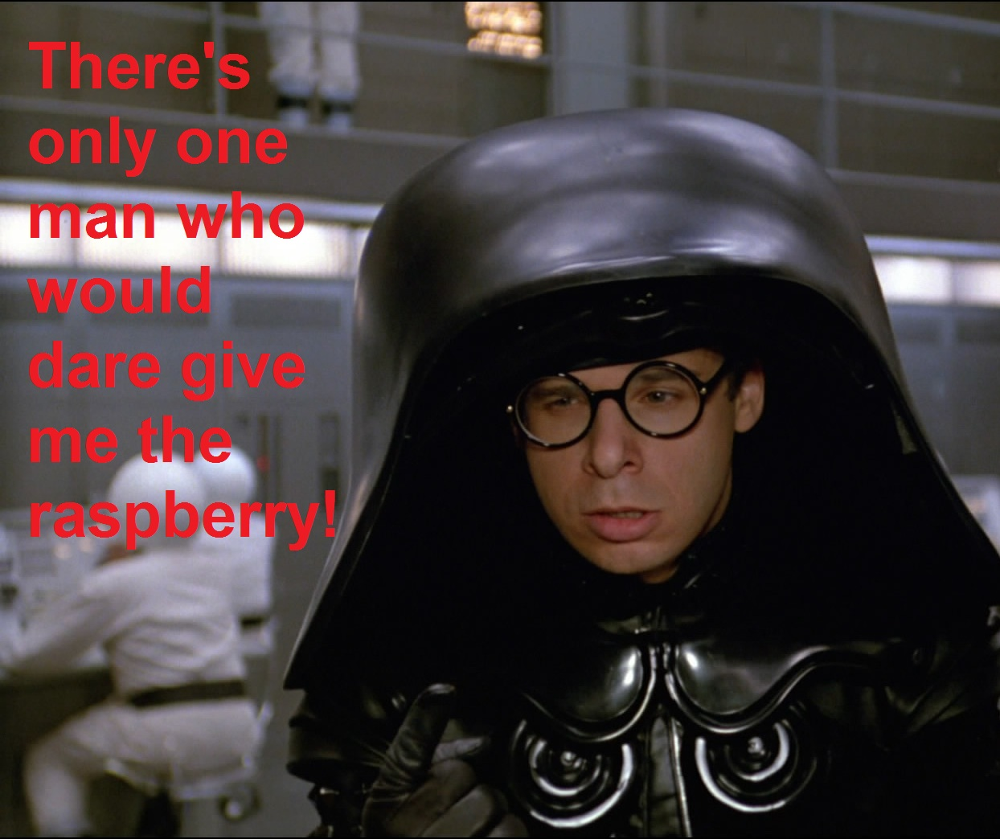 There's
only one
man who
would
dare give
me the
raspberry!